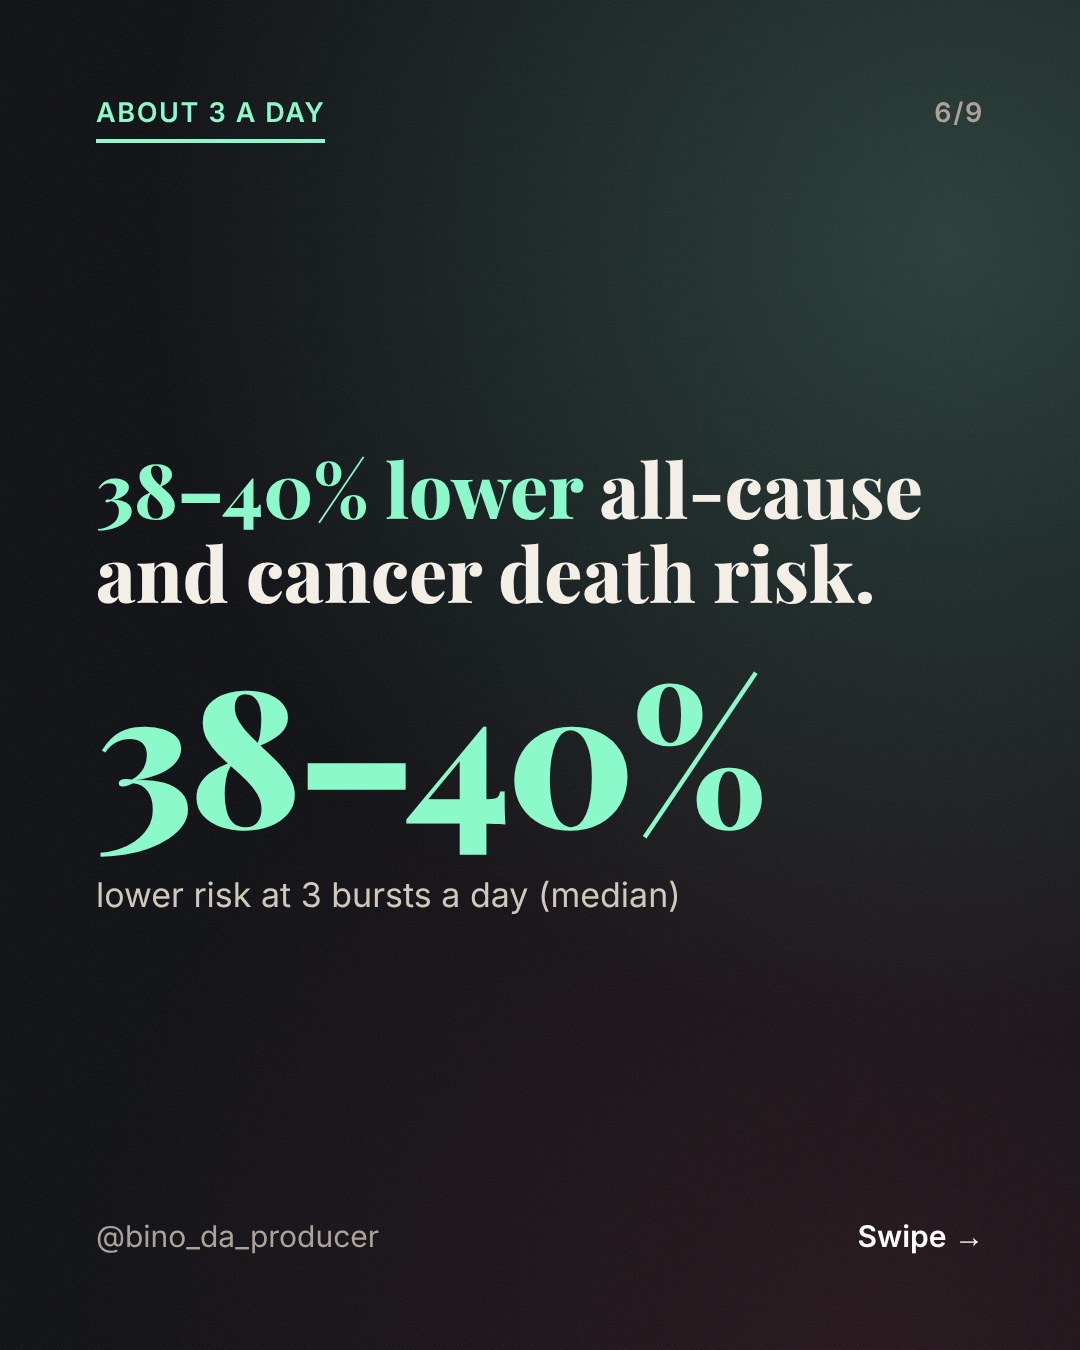 ABOUT 3 A DAY
6/9
38–40% lower all-cause
and cancer death risk.
38–40%
lower risk at 3 bursts a day (median)
@bino_da_producer
Swipe →